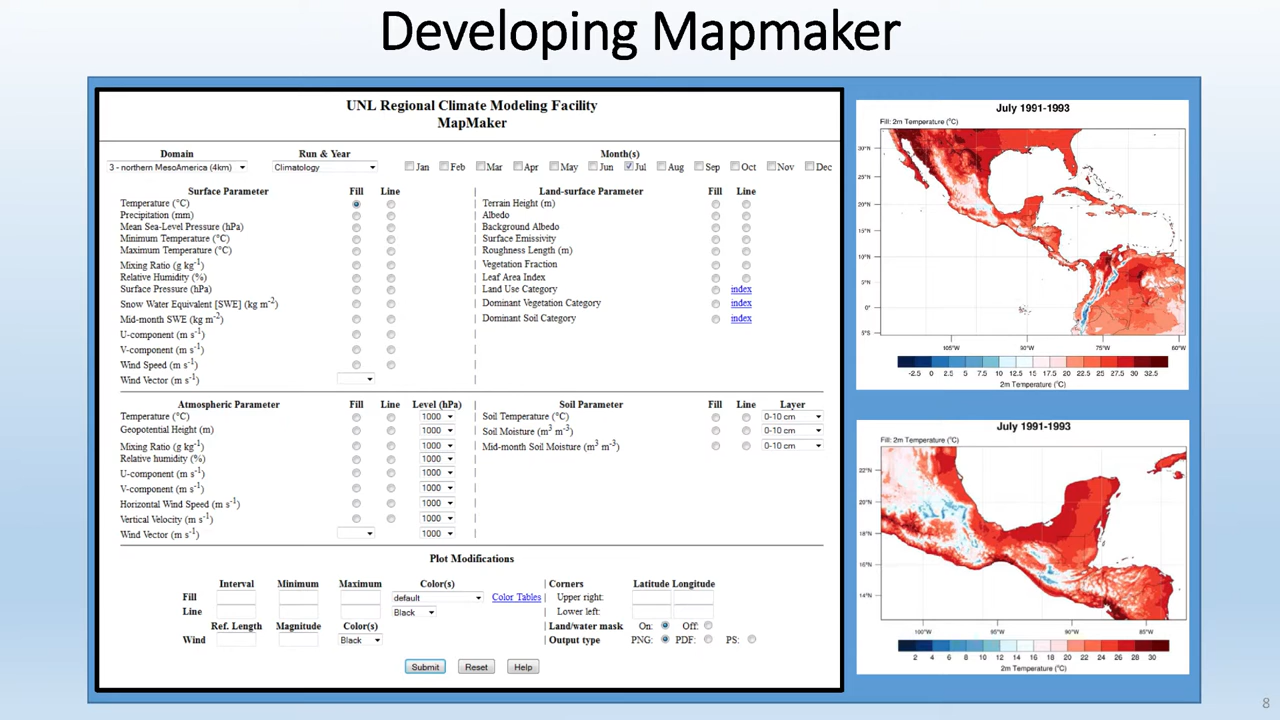 Developing Mapmaker
UNL Regional Climate Modeling Facility
MapMaker
Domain Run & Year Month(s)
3 - northern MesoAmerica (4km) Climatology Jan Feb Mar Apr May Jun Jul Aug Sep Oct Nov Dec
Surface Parameter Fill Line | Land-surface Parameter Fill Line
Temperature (°C) | Terrain Height (m)
Precipitation (mm) | Albedo
Mean Sea-Level Pressure (hPa) | Background Albedo
Minimum Temperature (°C) | Surface Emissivity
Maximum Temperature (°C) | Roughness Length (m)
Mixing Ratio (g kg⁻¹) | Vegetation Fraction
Relative Humidity (%) | Leaf Area Index
Surface Pressure (hPa) | Land Use Category index
Snow Water Equivalent [SWE] (kg m⁻²) | Dominant Vegetation Category index
Mid-month SWE (kg m⁻²) | Dominant Soil Category index
U-component (m s⁻¹) |
V-component (m s⁻¹) |
Wind Speed (m s⁻¹) |
Wind Vector (m s⁻¹) |
Atmospheric Parameter Fill Line Level (hPa) | Soil Parameter Fill Line Layer
Temperature (°C) 1000 | Soil Temperature (°C) 0-10 cm
Geopotential Height (m) 1000 | Soil Moisture (m³ m⁻³) 0-10 cm
Mixing Ratio (g kg⁻¹) 1000 | Mid-month Soil Moisture (m³ m⁻³) 0-10 cm
Relative humidity (%) 1000 |
U-component (m s⁻¹) 1000 |
V-component (m s⁻¹) 1000 |
Horizontal Wind Speed (m s⁻¹) 1000 |
Vertical Velocity (m s⁻¹) 1000 |
Wind Vector (m s⁻¹) 1000 |
Plot Modifications
Interval Minimum Maximum Color(s) | Corners Latitude Longitude
Fill default Color Tables | Upper right:
Line Black | Lower left:
Ref. Length Magnitude Color(s) | Land/water mask On: Off:
Wind Black | Output type PNG: PDF: PS:
Submit Reset Help
July 1991-1993
Fill: 2m Temperature (°C)
30°N
25°N
20°N
15°N
10°N
5°N
0°
5°S
105°W 90°W 75°W 60°W
-2.5 0 2.5 5 7.5 10 12.5 15 17.5 20 22.5 25 27.5 30 32.5
2m Temperature (°C)
July 1991-1993
Fill: 2m Temperature (°C)
22°N
20°N
18°N
16°N
14°N
100°W 95°W 90°W 85°W
2 4 6 8 10 12 14 16 18 20 22 24 26 28 30
2m Temperature (°C)
8